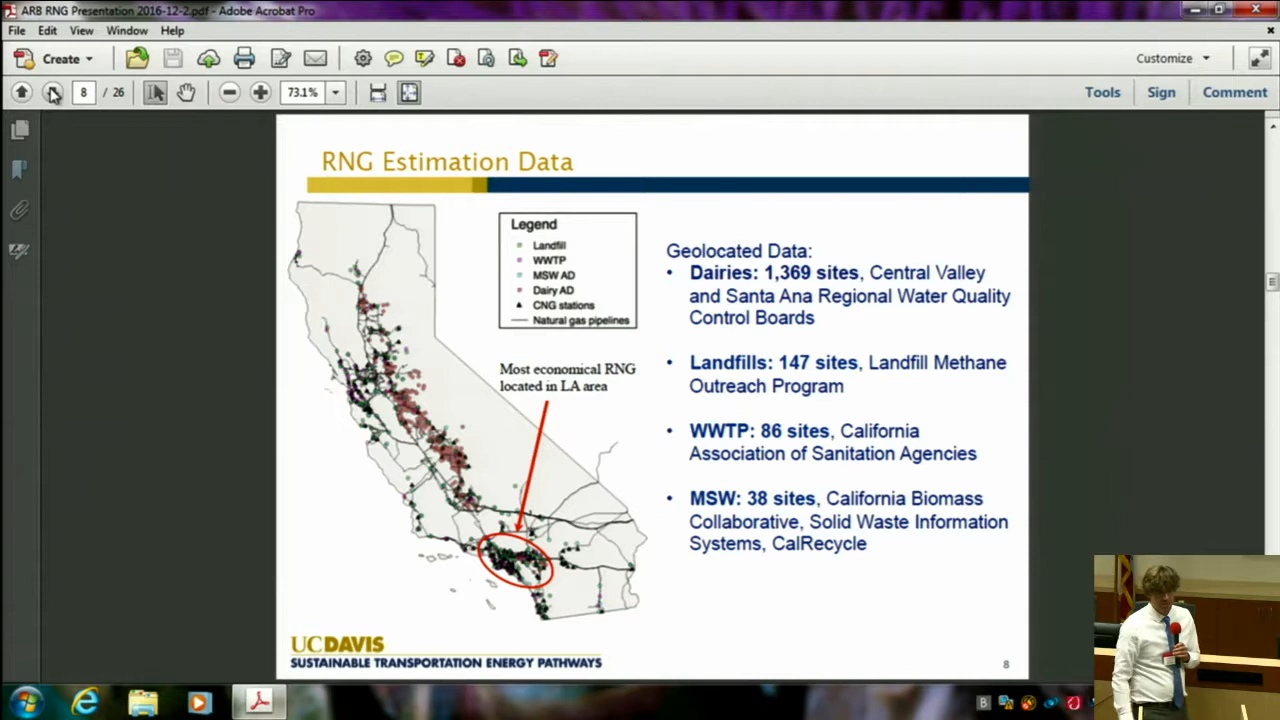 ARB RNG Presentation 2016-12-2.pdf - Adobe Acrobat Pro
File Edit View Window Help
Create
Customize
8 / 26
73.1%
Tools Sign Comment
RNG Estimation Data
Legend
Landfill
WWTP
MSW AD
Dairy AD
CNG stations
Natural gas pipelines
Most economical RNG
located in LA area
Geolocated Data:
• Dairies: 1,369 sites, Central Valley
and Santa Ana Regional Water Quality
Control Boards
• Landfills: 147 sites, Landfill Methane
Outreach Program
• WWTP: 86 sites, California
Association of Sanitation Agencies
• MSW: 38 sites, California Biomass
Collaborative, Solid Waste Information
Systems, CalRecycle
UCDAVIS
SUSTAINABLE TRANSPORTATION ENERGY PATHWAYS
8